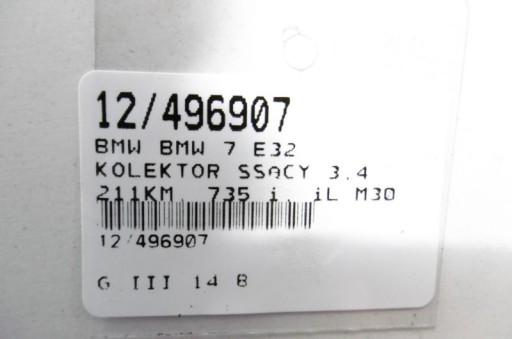 12/496907
BMW BMW 7 E32
KOLEKTOR SSĄCY 3.4
211KM, 735 i, iL M30
12/496907
G III 14 B